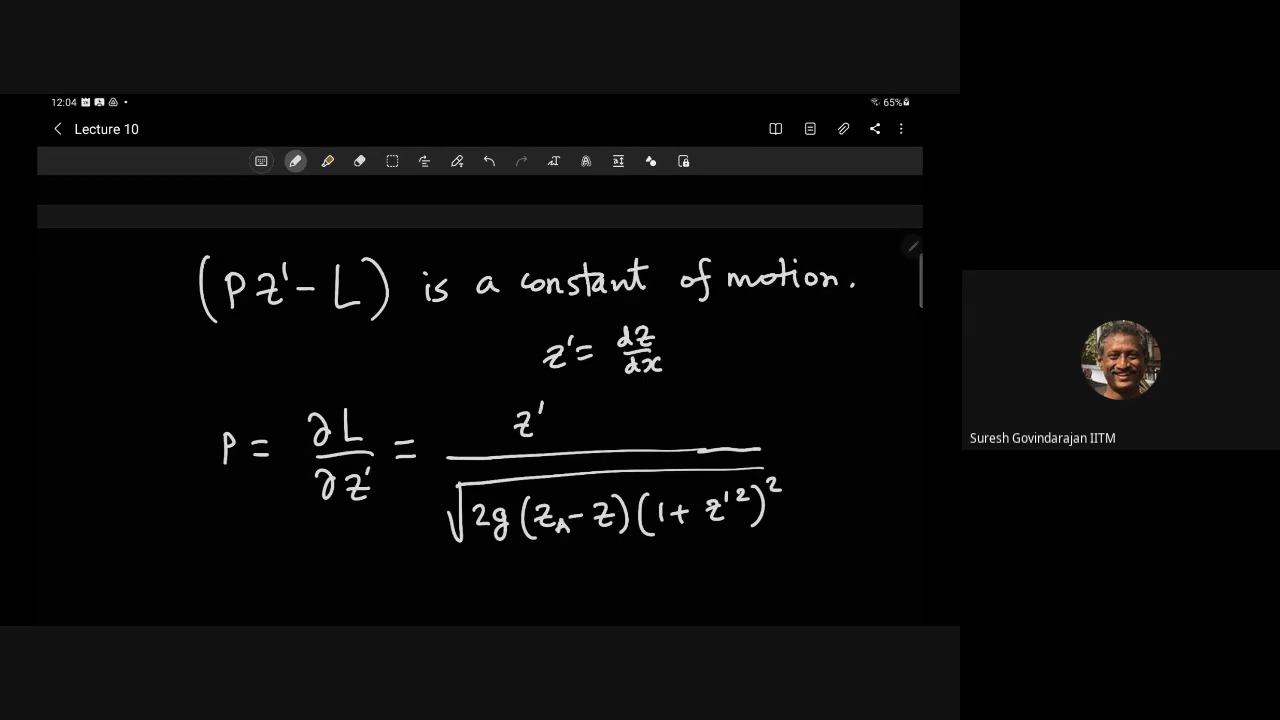 12:04 65%
Lecture 10
(P z' - L) is a constant of motion.
z' = dz/dx
P = ∂L/∂z' = z' / √(2g (z_A - z)(1 + z'^2)^2)
Suresh Govindarajan IITM